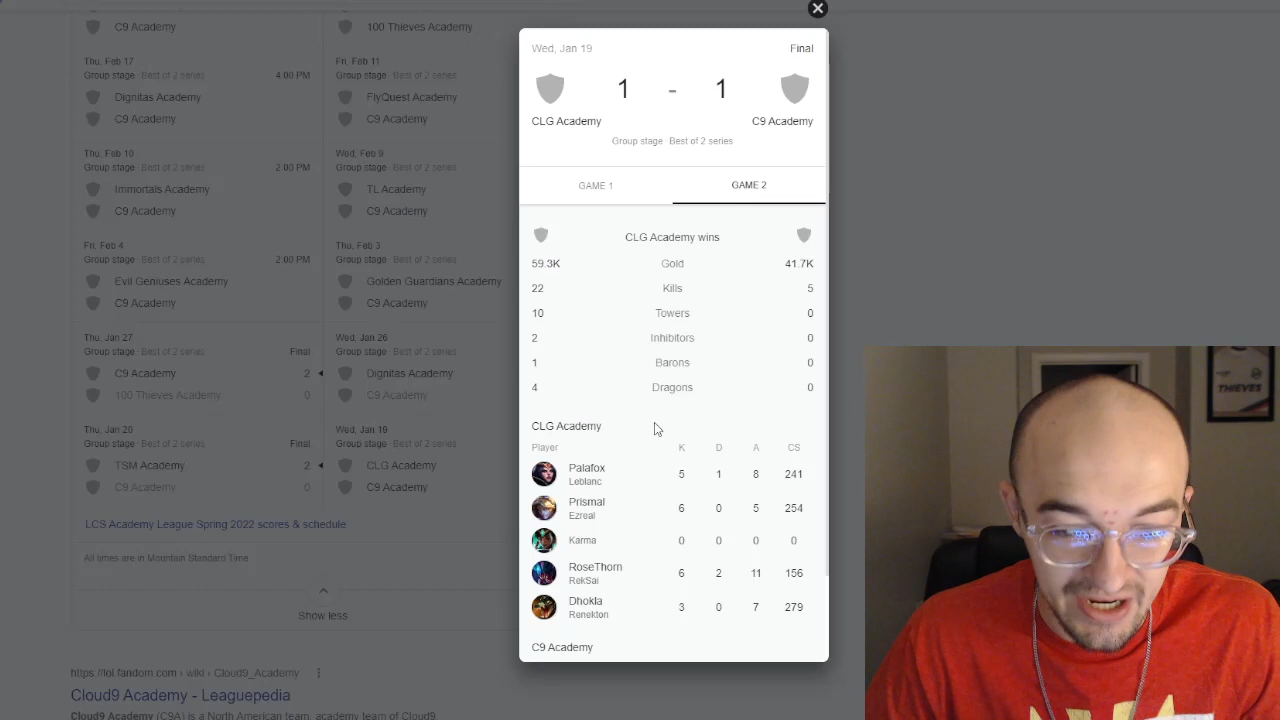 C9 Academy
100 Thieves Academy
Thu, Feb 17
Group stage · Best of 2 series
4:00 PM
Dignitas Academy
C9 Academy
Fri, Feb 11
Group stage · Best of 2 series
FlyQuest Academy
C9 Academy
Thu, Feb 10
Group stage · Best of 2 series
2:00 PM
Immortals Academy
C9 Academy
Wed, Feb 9
Group stage · Best of 2 series
TL Academy
C9 Academy
Fri, Feb 4
Group stage · Best of 2 series
2:00 PM
Evil Geniuses Academy
C9 Academy
Thu, Feb 3
Group stage · Best of 2 series
Golden Guardians Academy
C9 Academy
Thu, Jan 27
Group stage · Best of 2 series
Final
C9 Academy 2
100 Thieves Academy 0
Wed, Jan 26
Group stage · Best of 2 series
Dignitas Academy
C9 Academy
Thu, Jan 20
Group stage · Best of 2 series
Final
TSM Academy 2
C9 Academy 0
Wed, Jan 19
Group stage · Best of 2 series
CLG Academy
C9 Academy
LCS Academy League Spring 2022 scores & schedule
All times are in Mountain Standard Time
Show less
https://lol.fandom.com › wiki › Cloud9_Academy
Cloud9 Academy - Leaguepedia
Cloud9 Academy (C9A) is a North American team, academy team of Cloud9.
Wed, Jan 19
Final
1 - 1
CLG Academy
C9 Academy
Group stage · Best of 2 series
GAME 1
GAME 2
CLG Academy wins
59.3K Gold 41.7K
22 Kills 5
10 Towers 0
2 Inhibitors 0
1 Barons 0
4 Dragons 0
CLG Academy
Player K D A CS
Palafox
Leblanc
5 1 8 241
Prismal
Ezreal
6 0 5 254
Karma
0 0 0 0
RoseThorn
RekSai
6 2 11 156
Dhokla
Renekton
3 0 7 279
C9 Academy
THIEVES